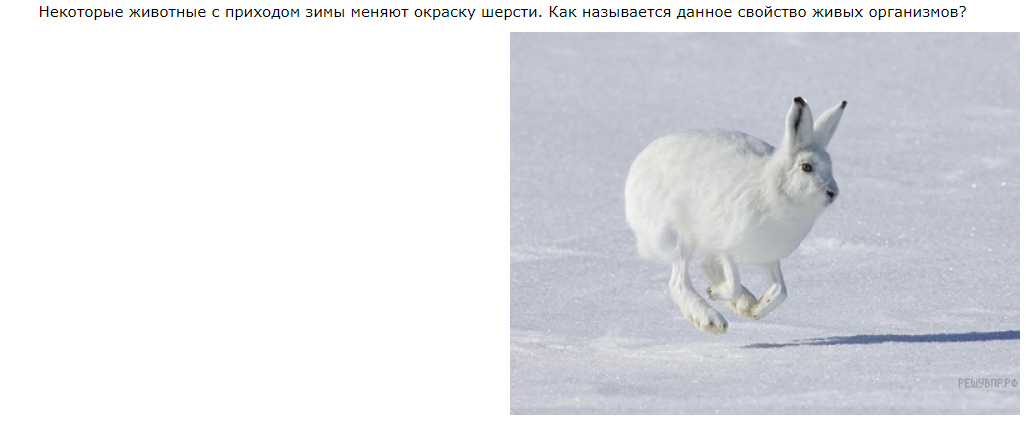 Некоторые животные с приходом зимы меняют окраску шерсти. Как называется данное свойство живых организмов?
РЕШУВПР.РФ